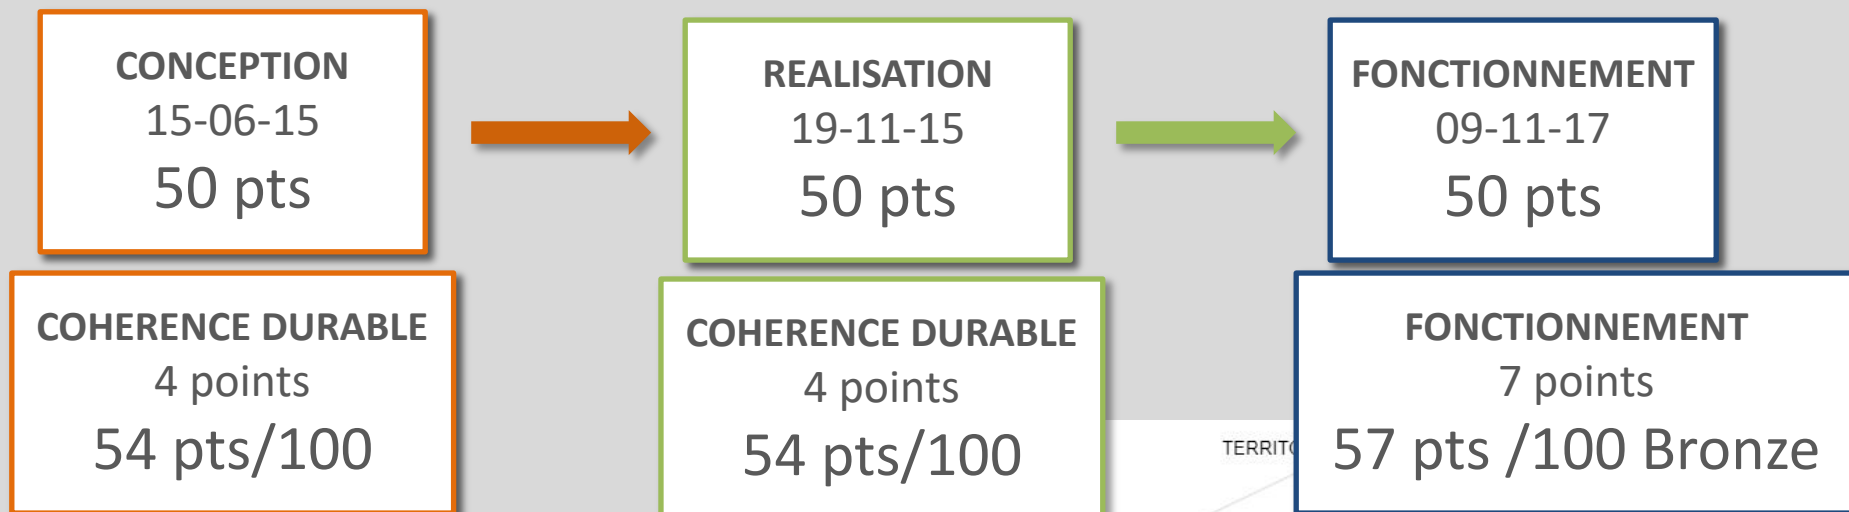 CONCEPTION
15-06-15
50 pts
REALISATION
19-11-15
50 pts
FONCTIONNEMENT
09-11-17
50 pts
COHERENCE DURABLE
4 points
54 pts/100
COHERENCE DURABLE
4 points
54 pts/100
FONCTIONNEMENT
7 points
57 pts /100 Bronze